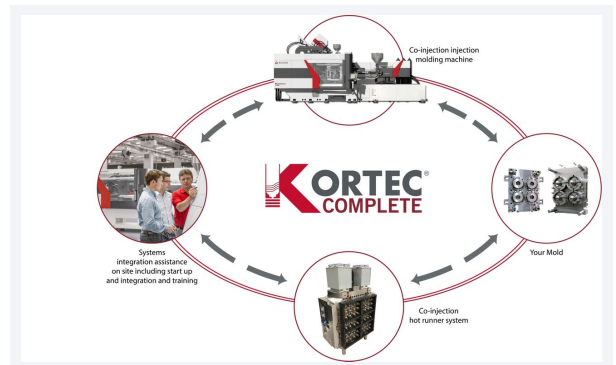 Co-injection injection
molding machine
KORTEC®
COMPLETE
Systems
integration assistance
on site including start up
and integration and training
Your Mold
Co-injection
hot runner system